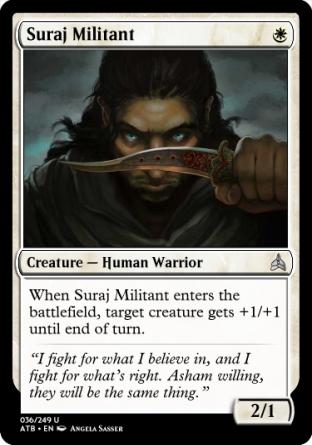 Suraj Militant
Creature — Human Warrior
When Suraj Militant enters the
battlefield, target creature gets +1/+1
until end of turn.
“I fight for what I believe in, and I
fight for what’s right. Asham willing,
they will be the same thing.”
2/1
036/249 U
ATB • EN Angela Sasser